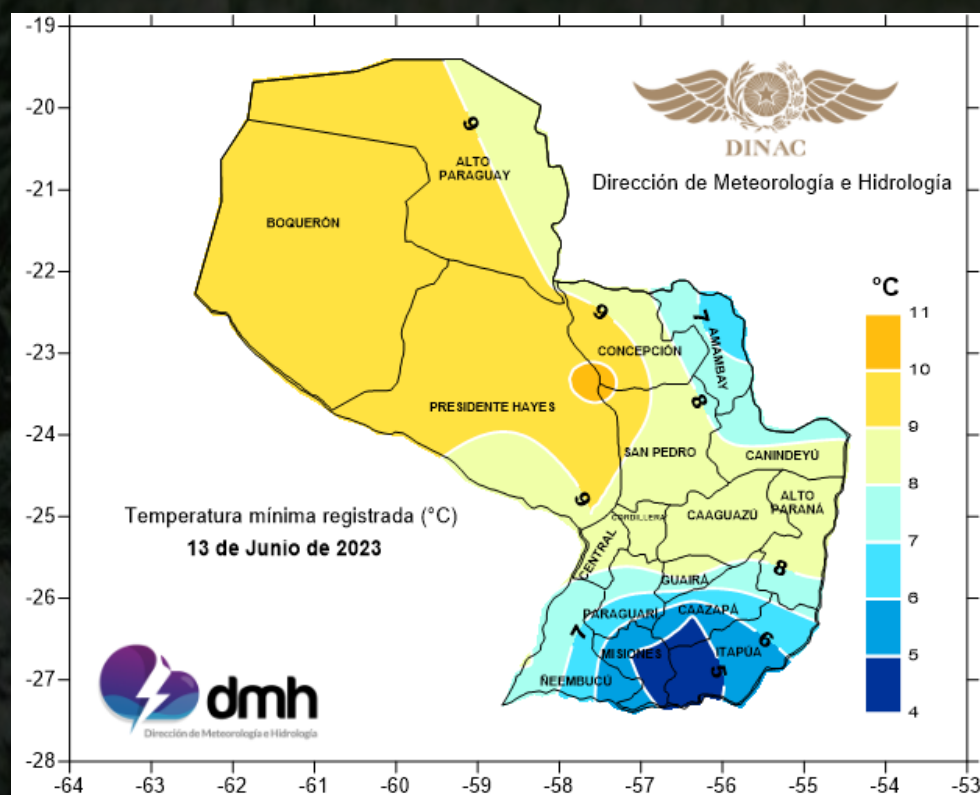 DINAC
Dirección de Meteorología e Hidrología
-19
-20
-21
-22
-23
-24
-25
-26
-27
-28
-64
-63
-62
-61
-60
-59
-58
-57
-56
-55
-54
-53
9
ALTO
PARAGUAY
BOQUERÓN
9
7
AMAMBAY
CONCEPCIÓN
PRESIDENTE HAYES
8
SAN PEDRO
CANINDEYÚ
9
ALTO
PARANÁ
CORDILLERA
CAAGUAZÚ
CENTRAL
8
GUAIRÁ
PARAGUARÍ
CAAZAPÁ
7
MISIONES
6
ITAPÚA
5
ÑEEMBUCÚ
°C
11
10
9
8
7
6
5
4
Temperatura mínima registrada (°C)
13 de Junio de 2023
dmh
Dirección de Meteorología e Hidrología